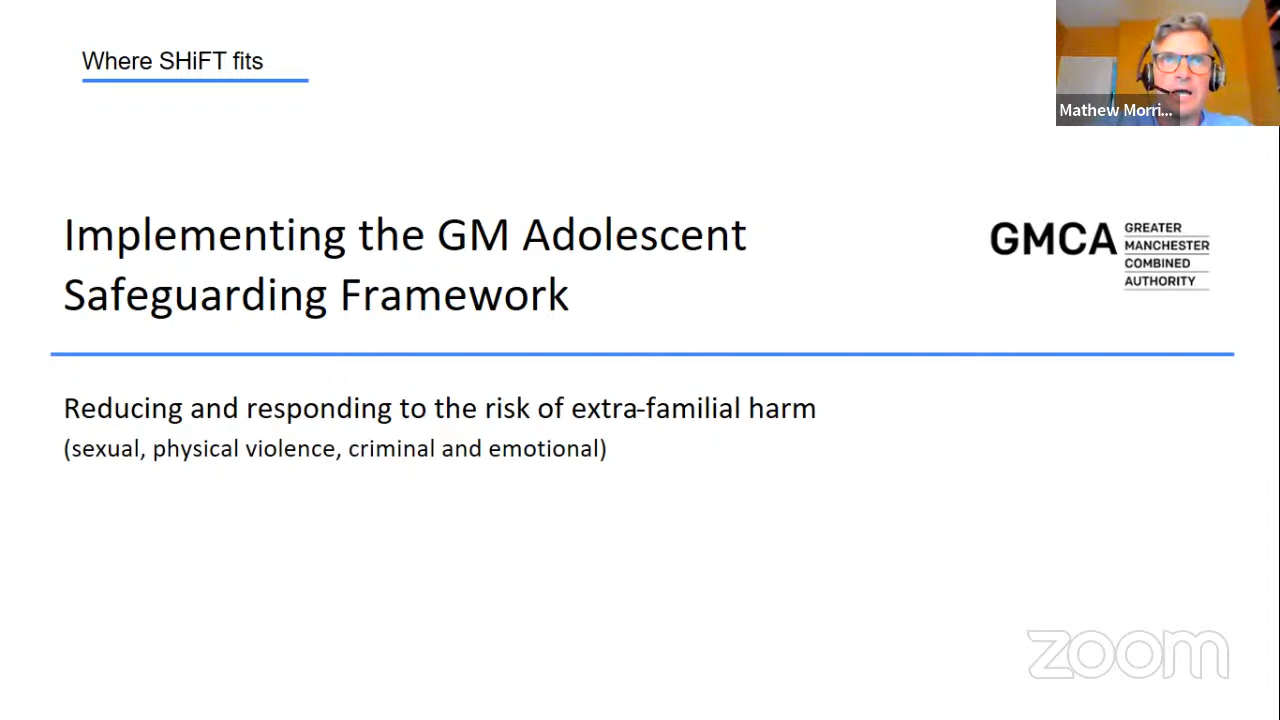 Where SHiFT fits
Mathew Morri...
Implementing the GM Adolescent
Safeguarding Framework
GMCA
GREATER
MANCHESTER
COMBINED
AUTHORITY
Reducing and responding to the risk of extra-familial harm
(sexual, physical violence, criminal and emotional)
zoom